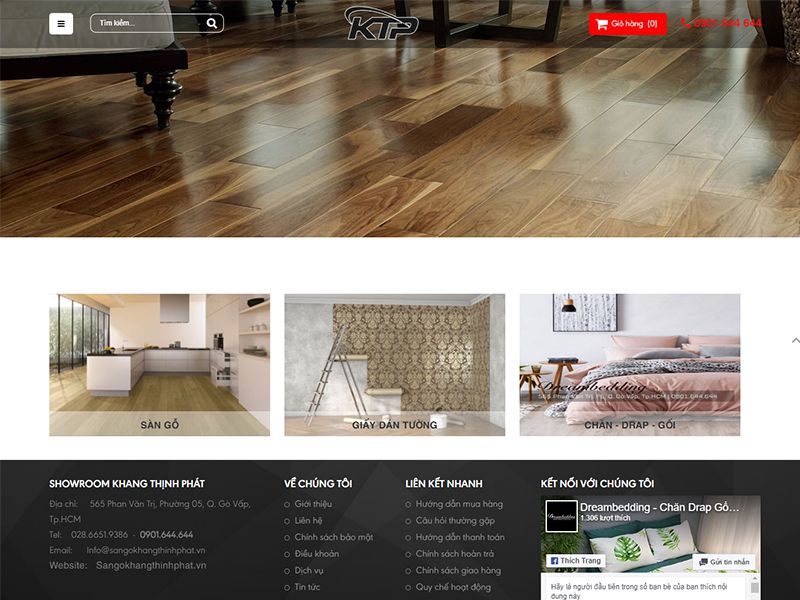 Tìm kiếm...
KTP
Giỏ hàng (0)
0901 644 644
SÀN GỖ
GIẤY DÁN TƯỜNG
Dreambedding
565 Phan Văn Trị, P5, Q. Gò Vấp, Tp.HCM | 0901.644.644
CHĂN - DRAP - GỐI
SHOWROOM KHANG THỊNH PHÁT
Địa chỉ: 565 Phan Văn Trị, Phường 05, Q. Gò Vấp,
Tp.HCM
Tel: 028.6651.9386 - 0901.644.644
Email: Info@sangokhangthinhphat.vn
Website: Sangokhangthinhphat.vn
VỀ CHÚNG TÔI
Giới thiệu
Liên hệ
Chính sách bảo mật
Điều khoản
Dịch vụ
Tin tức
LIÊN KẾT NHANH
Hướng dẫn mua hàng
Câu hỏi thường gặp
Hướng dẫn thanh toán
Chính sách hoàn trả
Chính sách giao hàng
Quy chế hoạt động
KẾT NỐI VỚI CHÚNG TÔI
Dreambedding - Chăn Drap Gố...
1.306 lượt thích
Dreambedding
Thích Trang
Gửi tin nhắn
Hãy là người đầu tiên trong số bạn bè của bạn thích nội
dung này